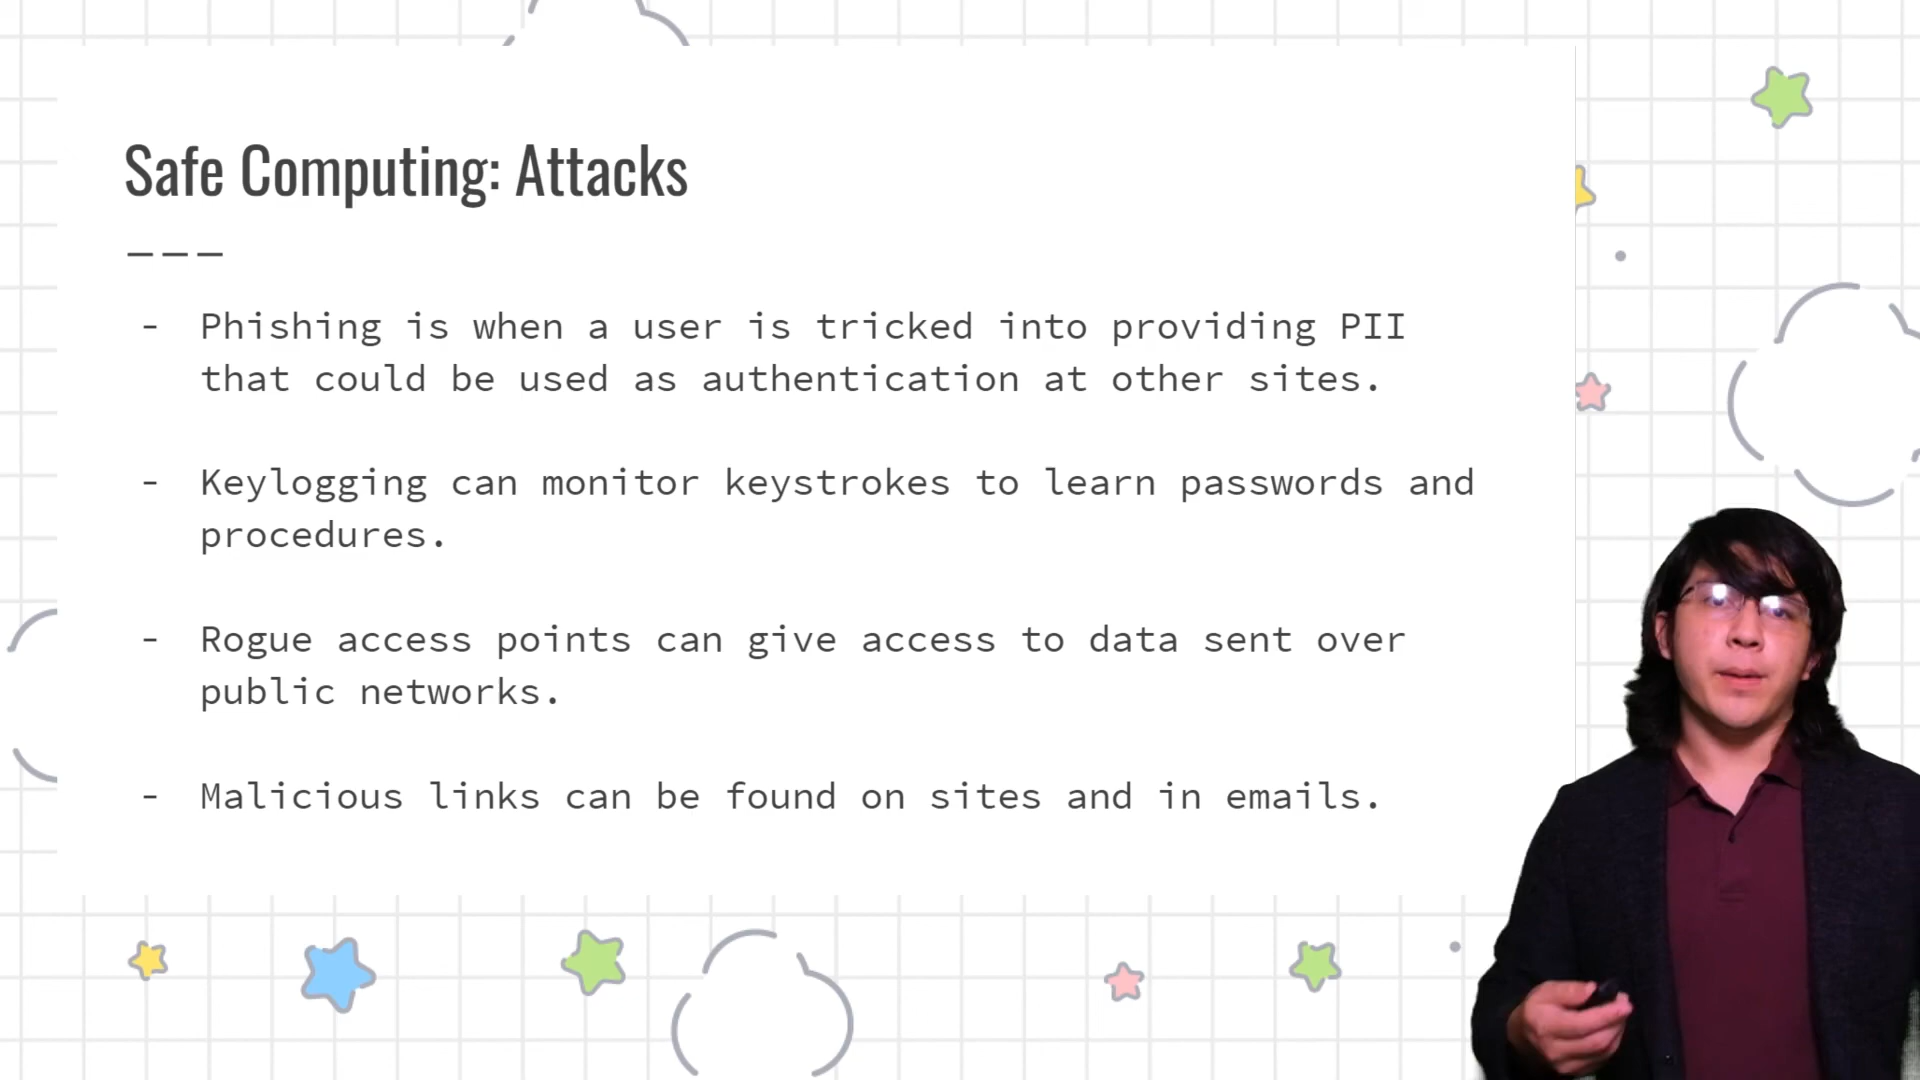 Safe Computing: Attacks
- Phishing is when a user is tricked into providing PII
that could be used as authentication at other sites.
- Keylogging can monitor keystrokes to learn passwords and
procedures.
- Rogue access points can give access to data sent over
public networks.
- Malicious links can be found on sites and in emails.